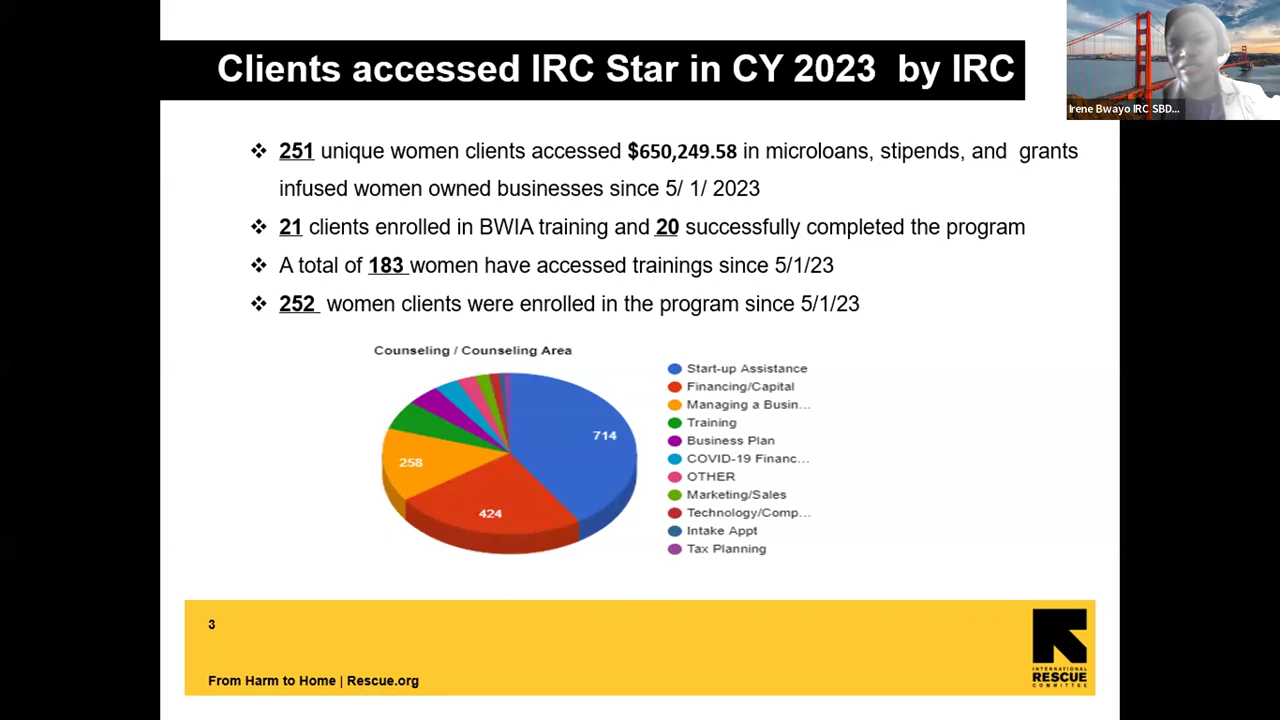 Clients accessed IRC Star in CY 2023 by IRC
Irene Bwayo IRC SBD...
❖ 251 unique women clients accessed $650,249.58 in microloans, stipends, and grants
infused women owned businesses since 5/ 1/ 2023
❖ 21 clients enrolled in BWIA training and 20 successfully completed the program
❖ A total of 183 women have accessed trainings since 5/1/23
❖ 252 women clients were enrolled in the program since 5/1/23
Counseling / Counseling Area
714
424
258
Start-up Assistance
Financing/Capital
Managing a Busin...
Training
Business Plan
COVID-19 Financ...
OTHER
Marketing/Sales
Technology/Comp...
Intake Appt
Tax Planning
3
From Harm to Home | Rescue.org
INTERNATIONAL
RESCUE
COMMITTEE